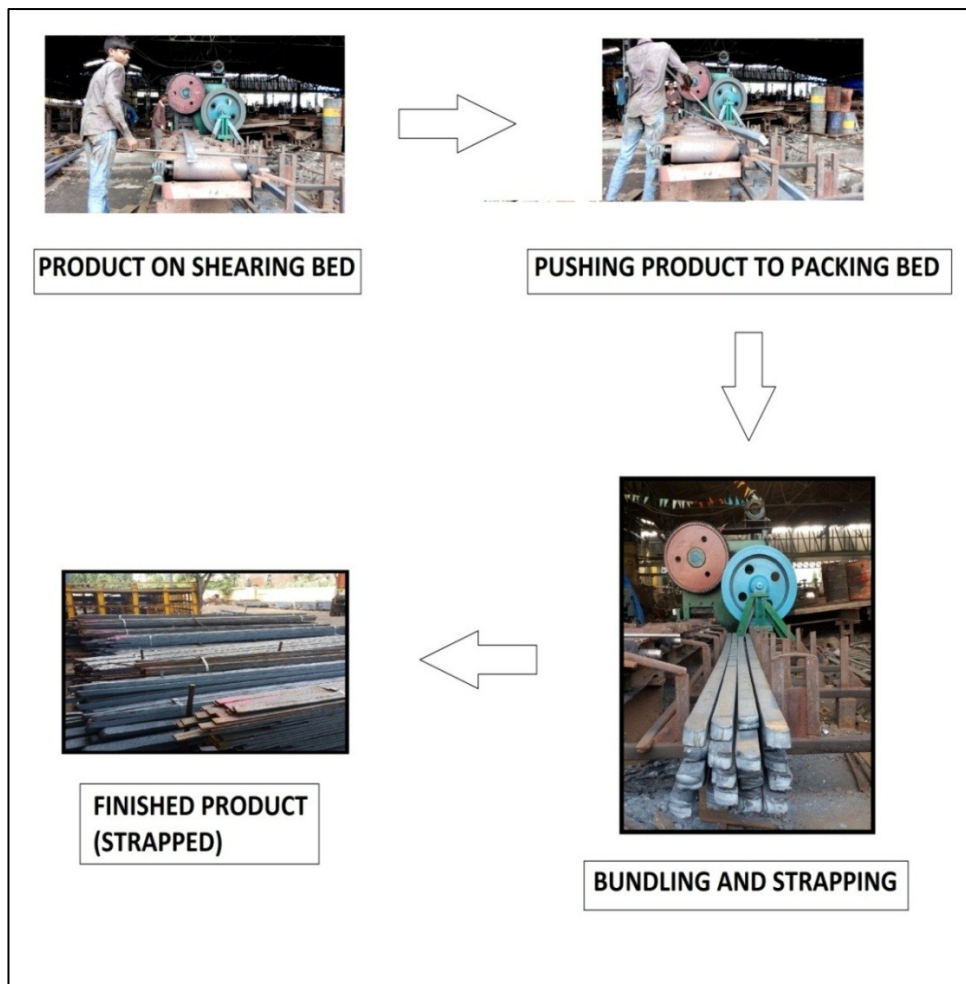 PRODUCT ON SHEARING BED
PUSHING PRODUCT TO PACKING BED
BUNDLING AND STRAPPING
FINISHED PRODUCT
(STRAPPED)